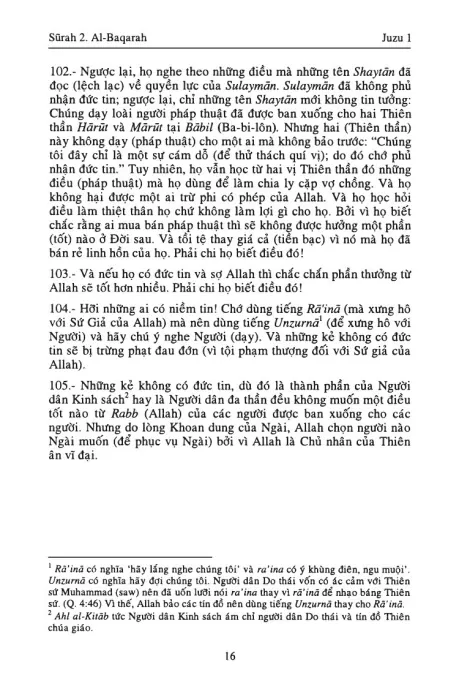 Sūrah 2. Al-Baqarah Juzu 1
102.- Ngược lại, họ nghe theo những điều mà những tên Shaytān đã
đọc (lệch lạc) về quyền lực của Sulaymān. Sulaymān đã không phủ
nhận đức tin; ngược lại, chỉ những tên Shaytān mới không tin tưởng:
Chúng dạy loài người pháp thuật đã được ban xuống cho hai Thiên
thần Hārūt và Mārūt tại Bābil (Ba-bi-lôn). Nhưng hai (Thiên thần)
này không dạy (pháp thuật) cho một ai mà không bảo trước: “Chúng
tôi đây chỉ là một sự cám dỗ (để thử thách quí vị); do đó chớ phủ
nhận đức tin.” Tuy nhiên, họ vẫn học từ hai vị Thiên thần đó những
điều (pháp thuật) mà họ dùng để làm chia ly cặp vợ chồng. Và họ
không hại được một ai trừ phi có phép của Allah. Và họ học hỏi
điều làm thiệt thân họ chứ không làm lợi gì cho họ. Bởi vì họ biết
chắc rằng ai mua bán pháp thuật thì sẽ không được hưởng một phần
(tốt) nào ở Đời sau. Và tồi tệ thay giá cả (tiền bạc) vì nó mà họ đã
bán rẻ linh hồn của họ. Phải chi họ biết điều đó!
103.- Và nếu họ có đức tin và sợ Allah thì chắc chắn phần thưởng từ
Allah sẽ tốt hơn nhiều. Phải chi họ biết điều đó!
104.- Hỡi những ai có niềm tin! Chớ dùng tiếng Rā’inā (mà xưng hô
với Sứ Giả của Allah) mà nên dùng tiếng Unzurnā¹ (để xưng hô với
Người) và hãy chú ý nghe Người (dạy). Và những kẻ không có đức
tin sẽ bị trừng phạt đau đớn (vì tội phạm thượng đối với Sứ giả của
Allah).
105.- Những kẻ không có đức tin, dù đó là thành phần của Người
dân Kinh sách² hay là Người dân đa thần đều không muốn một điều
tốt nào từ Rabb (Allah) của các người được ban xuống cho các
người. Nhưng do lòng Khoan dung của Ngài, Allah chọn người nào
Ngài muốn (để phục vụ Ngài) bởi vì Allah là Chủ nhân của Thiên
ân vĩ đại.
¹ Rā’inā có nghĩa ‘hãy lắng nghe chúng tôi’ và ra’ina có ý khùng điên, ngu muội’.
Unzurnā có nghĩa hãy đợi chúng tôi. Người dân Do thái vốn có ác cảm với Thiên
sứ Muhammad (saw) nên đã uốn lưỡi nói ra’ina thay vì rā’inā để nhạo báng Thiên
sứ. (Q. 4:46) Vì thế, Allah bảo các tín đồ nên dùng tiếng Unzurnā thay cho Rā’inā.
² Ahl al-Kitāb tức Người dân Kinh sách ám chỉ người dân Do thái và tín đồ Thiên
chúa giáo.
16